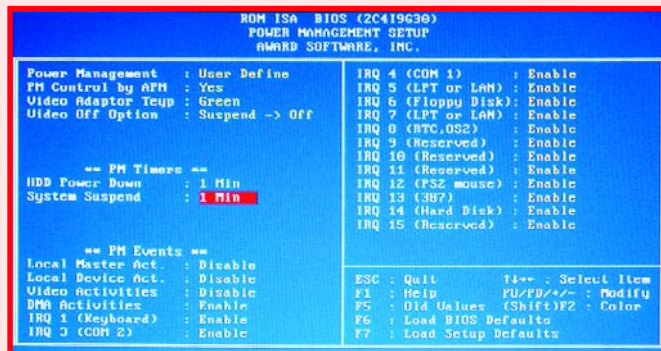 ROM ISA BIOS (2C4I9G30)
POWER MANAGEMENT SETUP
AWARD SOFTWARE, INC.
Power Management : User Define
PM Control by APM : Yes
Video Adaptor Teyp : Green
Video Off Option : Suspend -> Off
** PM Timers **
HDD Power Down : 1 Min
System Suspend : 1 Min
** PM Events **
Local Master Act. : Disable
Local Device Act. : Disable
Video Activities : Disable
DMA Activities : Enable
IRQ 1 (Keyboard) : Enable
IRQ 3 (COM 2) : Enable
IRQ 4 (COM 1) : Enable
IRQ 5 (LPT or LAN) : Enable
IRQ 6 (Floppy Disk): Enable
IRQ 7 (LPT or LAN) : Enable
IRQ 8 (RTC,OS2) : Enable
IRQ 9 (Reserved) : Enable
IRQ 10 (Reserved) : Enable
IRQ 11 (Reserved) : Enable
IRQ 12 (PS2 mouse) : Enable
IRQ 13 (387) : Enable
IRQ 14 (Hard Disk) : Enable
IRQ 15 (Reserved) : Enable
ESC : Quit ↑↓→← : Select Item
F1 : Help PU/PD/+/- : Modify
F5 : Old Values (Shift)F2 : Color
F6 : Load BIOS Defaults
F7 : Load Setup Defaults